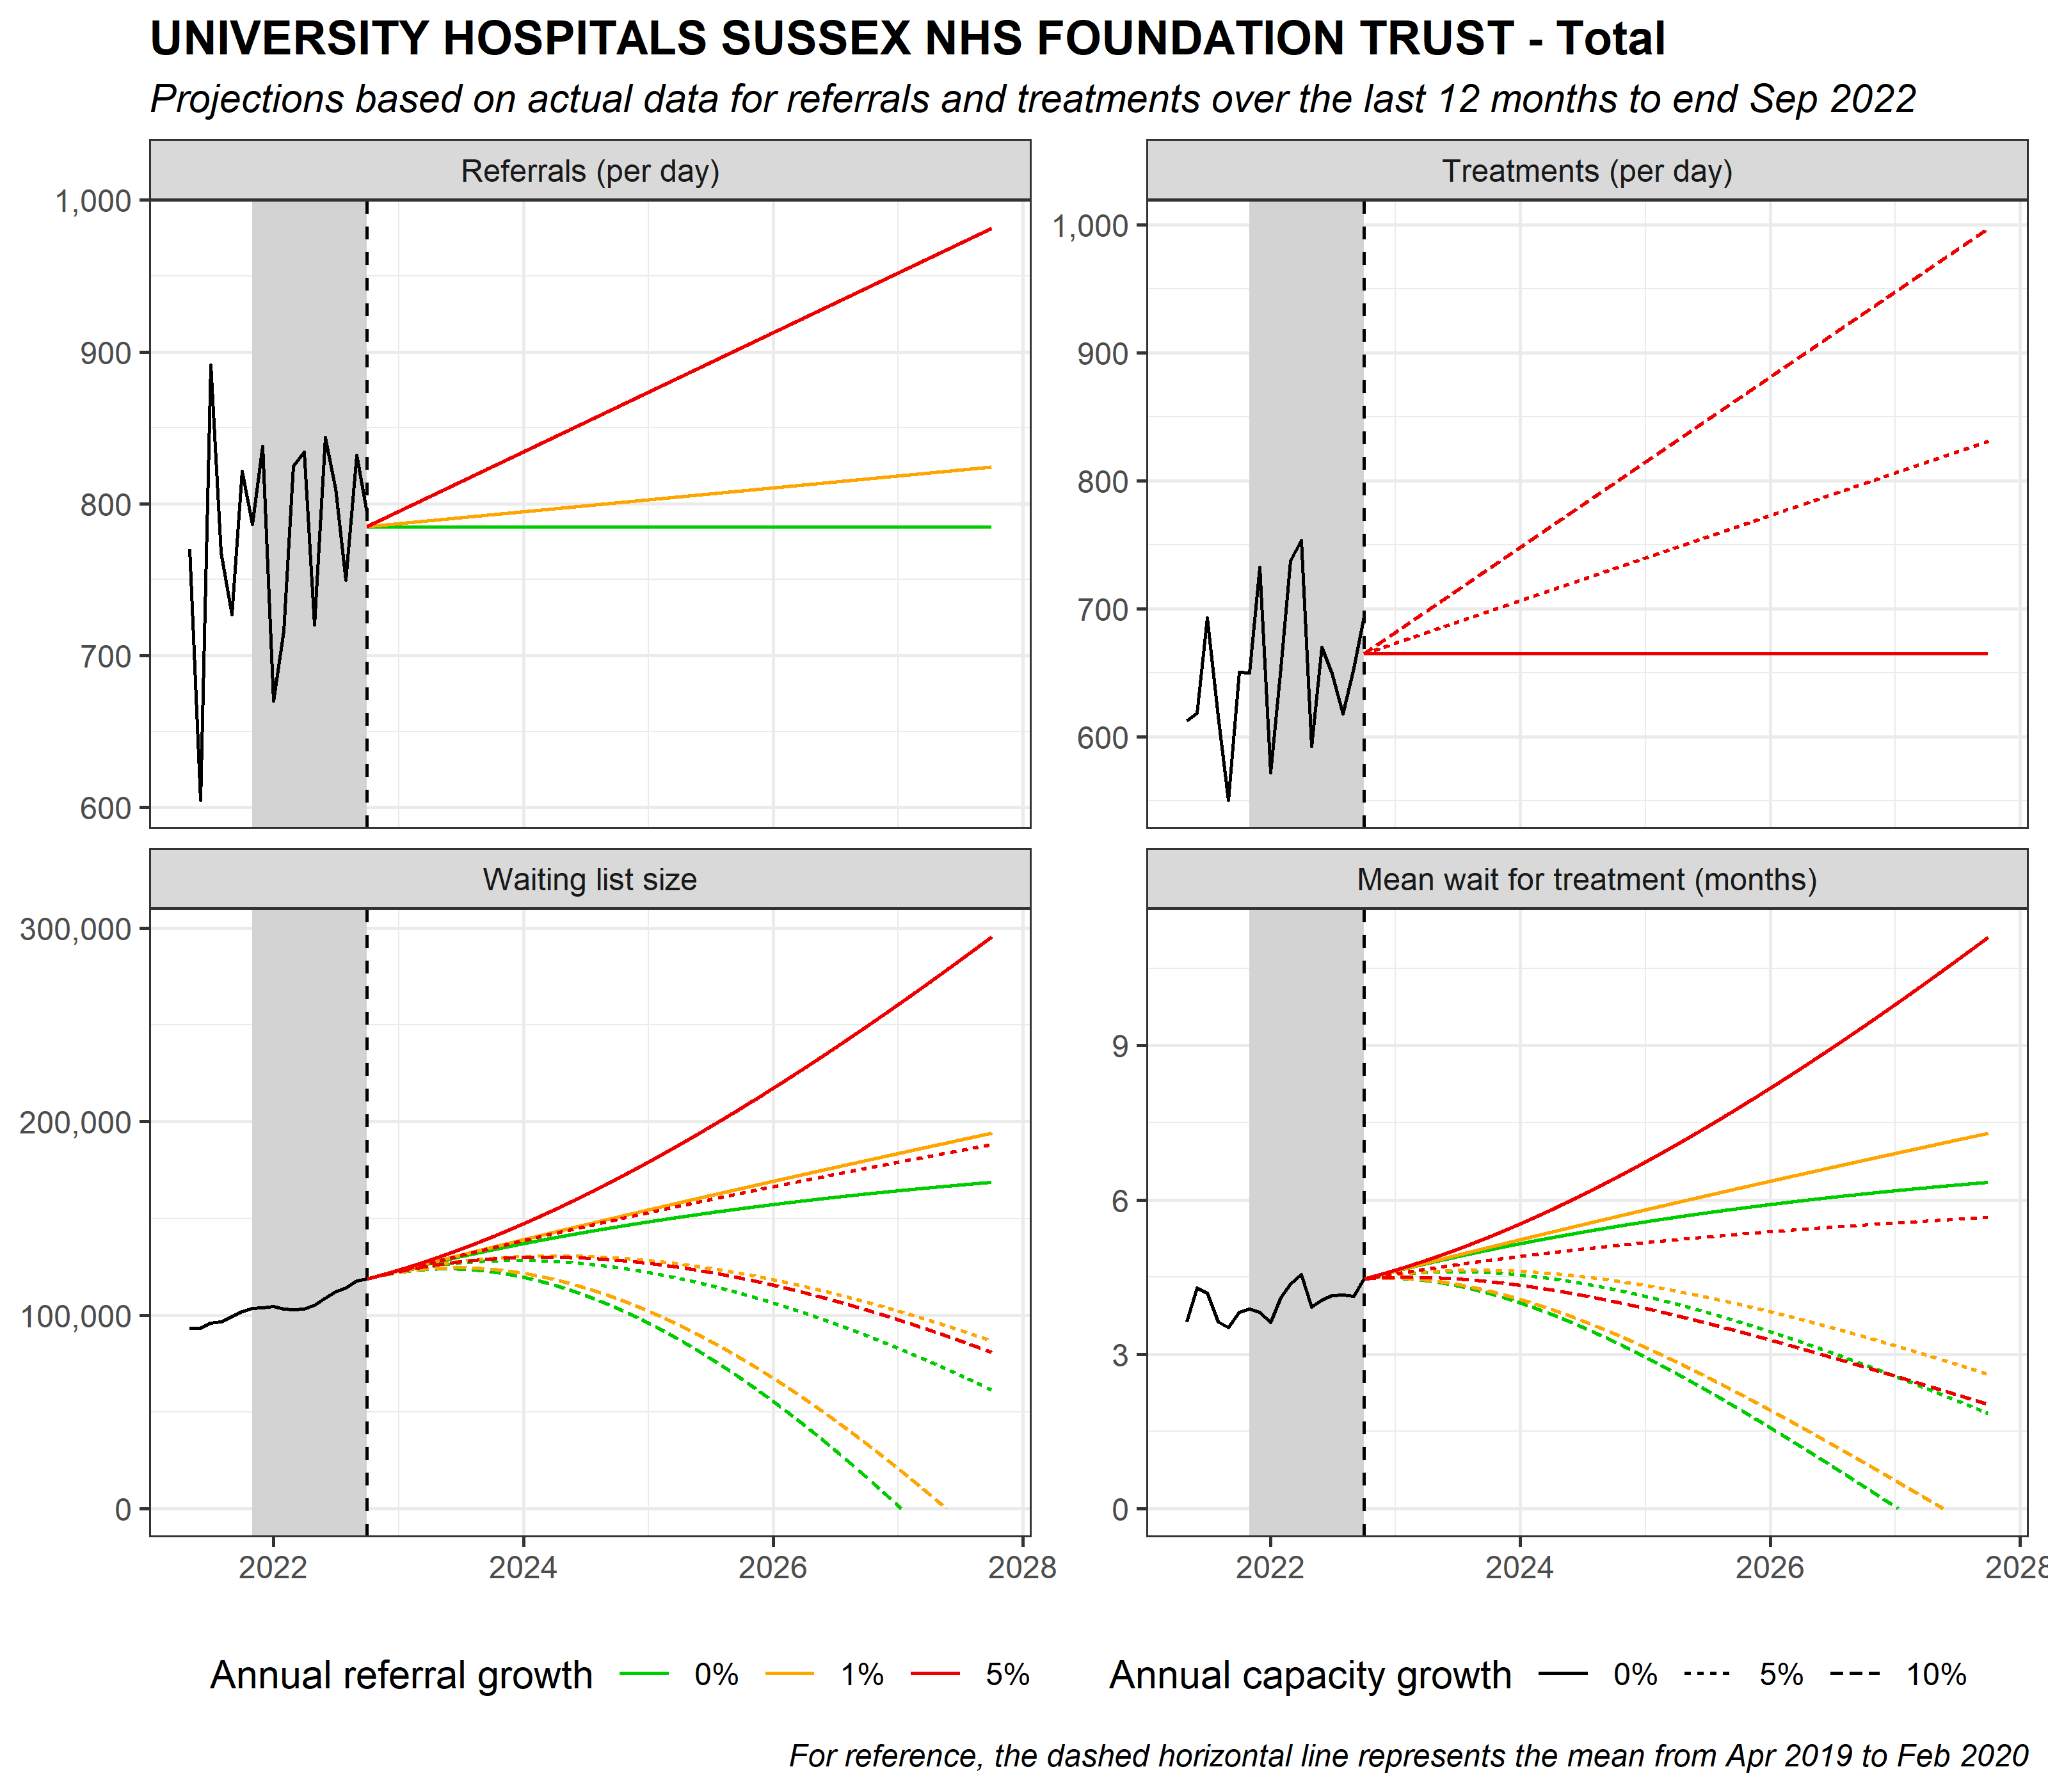 UNIVERSITY HOSPITALS SUSSEX NHS FOUNDATION TRUST - Total
Projections based on actual data for referrals and treatments over the last 12 months to end Sep 2022
Referrals (per day)
1,000
900
800
700
600
Treatments (per day)
1,000
900
800
700
600
Waiting list size
300,000
200,000
100,000
0
2022 2024 2026 2028
Mean wait for treatment (months)
9
6
3
0
2022 2024 2026 2028
Annual referral growth 0% 1% 5%
Annual capacity growth 0% 5% 10%
For reference, the dashed horizontal line represents the mean from Apr 2019 to Feb 2020